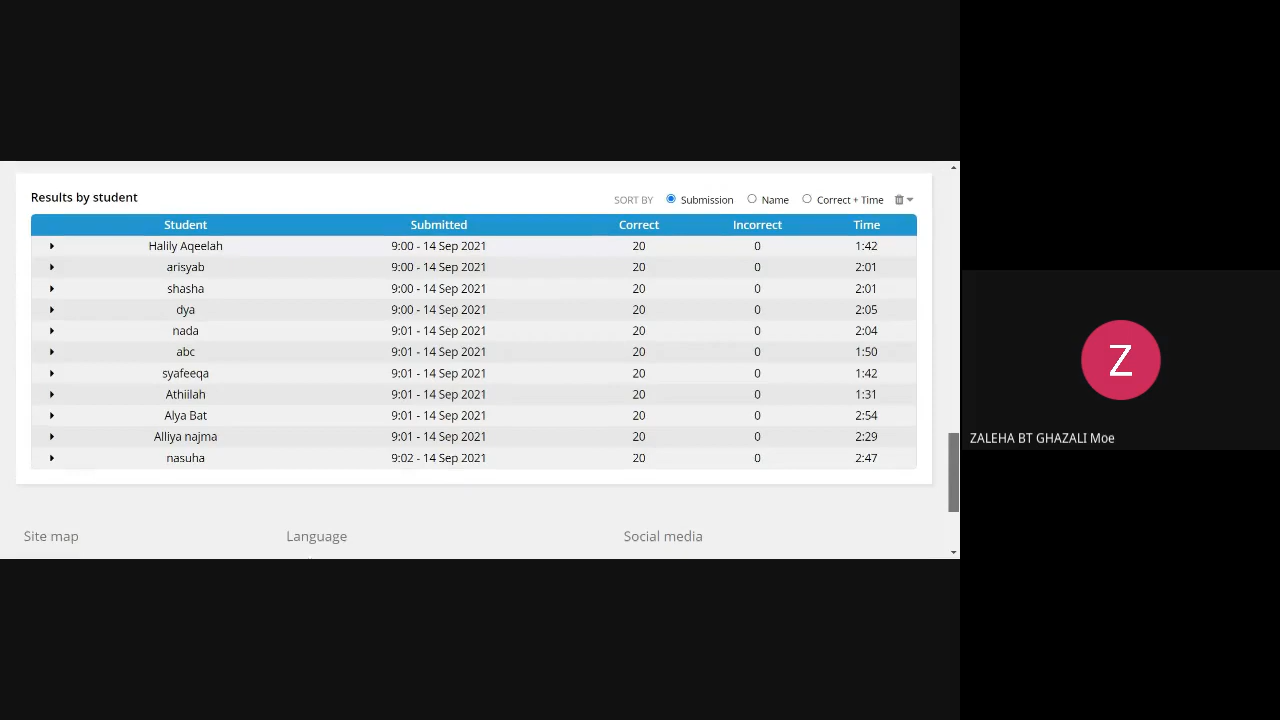 Results by student
SORT BY Submission Name Correct + Time
Student Submitted Correct Incorrect Time
Halily Aqeelah 9:00 - 14 Sep 2021 20 0 1:42
arisyab 9:00 - 14 Sep 2021 20 0 2:01
shasha 9:00 - 14 Sep 2021 20 0 2:01
dya 9:00 - 14 Sep 2021 20 0 2:05
nada 9:01 - 14 Sep 2021 20 0 2:04
abc 9:01 - 14 Sep 2021 20 0 1:50
syafeeqa 9:01 - 14 Sep 2021 20 0 1:42
Athiilah 9:01 - 14 Sep 2021 20 0 1:31
Alya Bat 9:01 - 14 Sep 2021 20 0 2:54
Alliya najma 9:01 - 14 Sep 2021 20 0 2:29
nasuha 9:02 - 14 Sep 2021 20 0 2:47
Site map Language Social media
Z
ZALEHA BT GHAZALI Moe